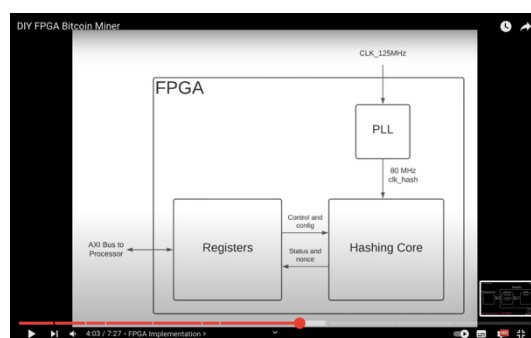 DIY FPGA Bitcoin Miner
CLK_125MHz
FPGA
PLL
80 MHz
clk_hash
Control and
config
AXI Bus to
Processor
Registers
Hashing Core
Status and
nonce
4:03 / 7:27 • FPGA Implementation >